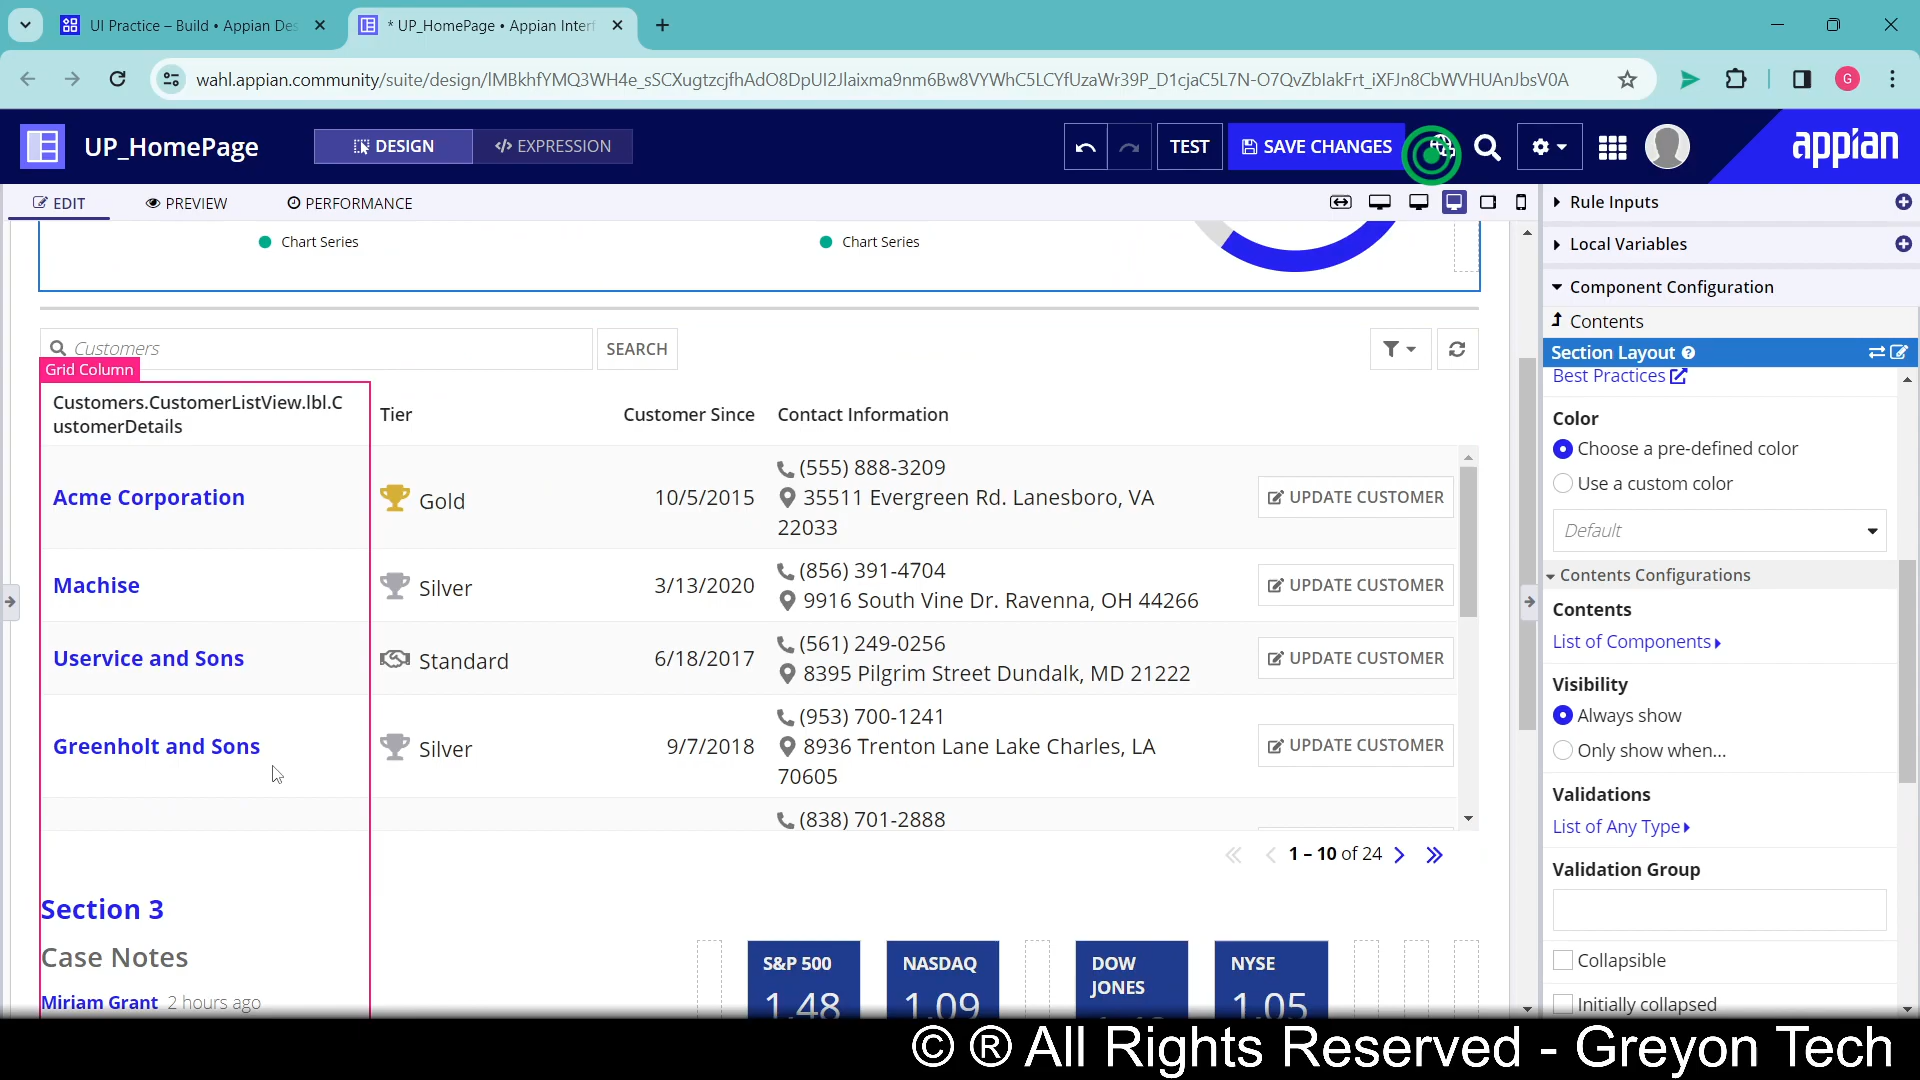 UI Practice – Build • Appian Des
* UP_HomePage • Appian Interf
wahl.appian.community/suite/design/lMBkhfYMQ3WH4e_sSCXugtzcjfhAdO8DpUI2Jlaixma9nm6Bw8VYWhC5LCYfUzaWr39P_D1cjaC5L7N-O7QvZbIakFrt_iXFJn8CbWVHUAnJbsV0A
G
UP_HomePage
DESIGN
</> EXPRESSION
TEST
SAVE CHANGES
appian
EDIT
PREVIEW
PERFORMANCE
Rule Inputs
Local Variables
Component Configuration
Contents
Section Layout
Best Practices
Color
Choose a pre-defined color
Use a custom color
Default
Contents Configurations
Contents
List of Components
Visibility
Always show
Only show when...
Validations
List of Any Type
Validation Group
Collapsible
Initially collapsed
Chart Series
Chart Series
Customers
SEARCH
Grid Column
Customers.CustomerListView.lbl.C
ustomerDetails
Tier
Customer Since
Contact Information
Acme Corporation
Gold
10/5/2015
(555) 888-3209
35511 Evergreen Rd. Lanesboro, VA
22033
UPDATE CUSTOMER
Machise
Silver
3/13/2020
(856) 391-4704
9916 South Vine Dr. Ravenna, OH 44266
UPDATE CUSTOMER
Uservice and Sons
Standard
6/18/2017
(561) 249-0256
8395 Pilgrim Street Dundalk, MD 21222
UPDATE CUSTOMER
Greenholt and Sons
Silver
9/7/2018
(953) 700-1241
8936 Trenton Lane Lake Charles, LA
70605
UPDATE CUSTOMER
(838) 701-2888
1 – 10 of 24
Section 3
Case Notes
Miriam Grant 2 hours ago
S&P 500
1.48
NASDAQ
1.09
DOW
JONES
NYSE
1.05
© ® All Rights Reserved - Greyon Tech